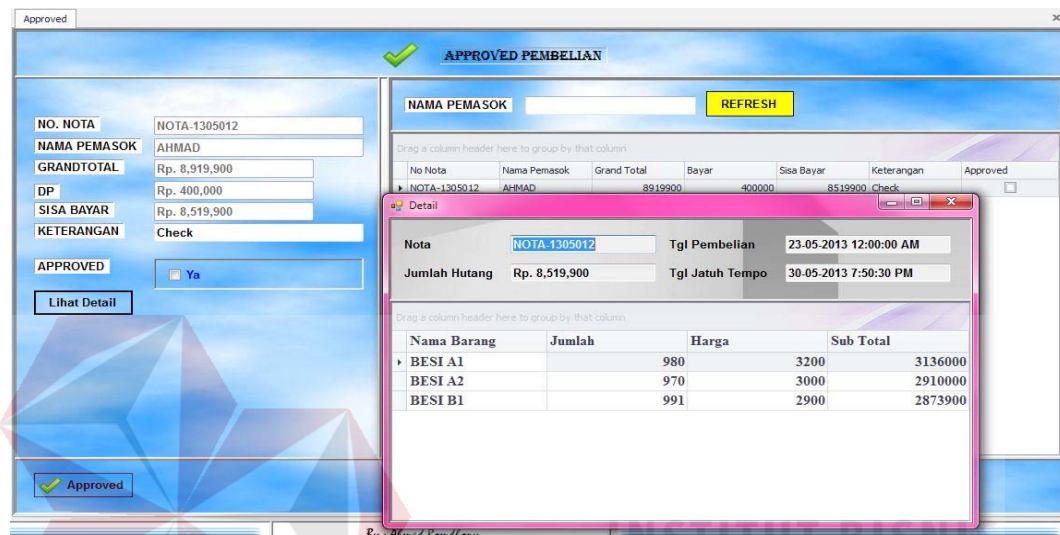 Approved
APPROVED PEMBELIAN
NO. NOTA NOTA-1305012
NAMA PEMASOK AHMAD
GRANDTOTAL Rp. 8,919,900
DP Rp. 400,000
SISA BAYAR Rp. 8,519,900
KETERANGAN Check
APPROVED Ya
Lihat Detail
Approved
NAMA PEMASOK REFRESH
Drag a column header here to group by that column
No Nota Nama Pemasok Grand Total Bayar Sisa Bayar Keterangan Approved
NOTA-1305012 AHMAD 8919900 400000 8519900 Check
Detail
Nota NOTA-1305012 Tgl Pembelian 23-05-2013 12:00:00 AM
Jumlah Hutang Rp. 8,519,900 Tgl Jatuh Tempo 30-05-2013 7:50:30 PM
Drag a column header here to group by that column
Nama Barang Jumlah Harga Sub Total
BESI A1 980 3200 3136000
BESI A2 970 3000 2910000
BESI B1 991 2900 2873900